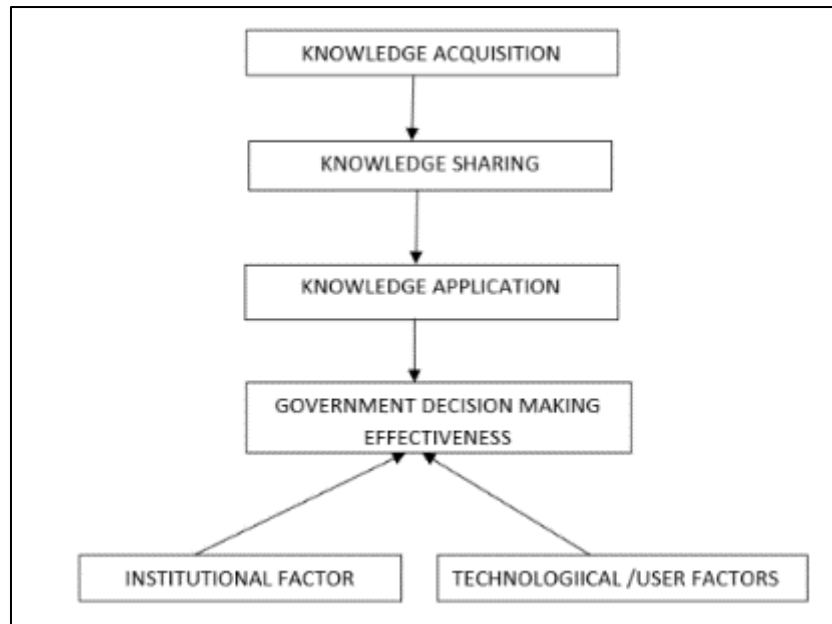 KNOWLEDGE ACQUISITION
KNOWLEDGE SHARING
KNOWLEDGE APPLICATION
GOVERNMENT DECISION MAKING
EFFECTIVENESS
INSTITUTIONAL FACTOR
TECHNOLOGIICAL /USER FACTORS